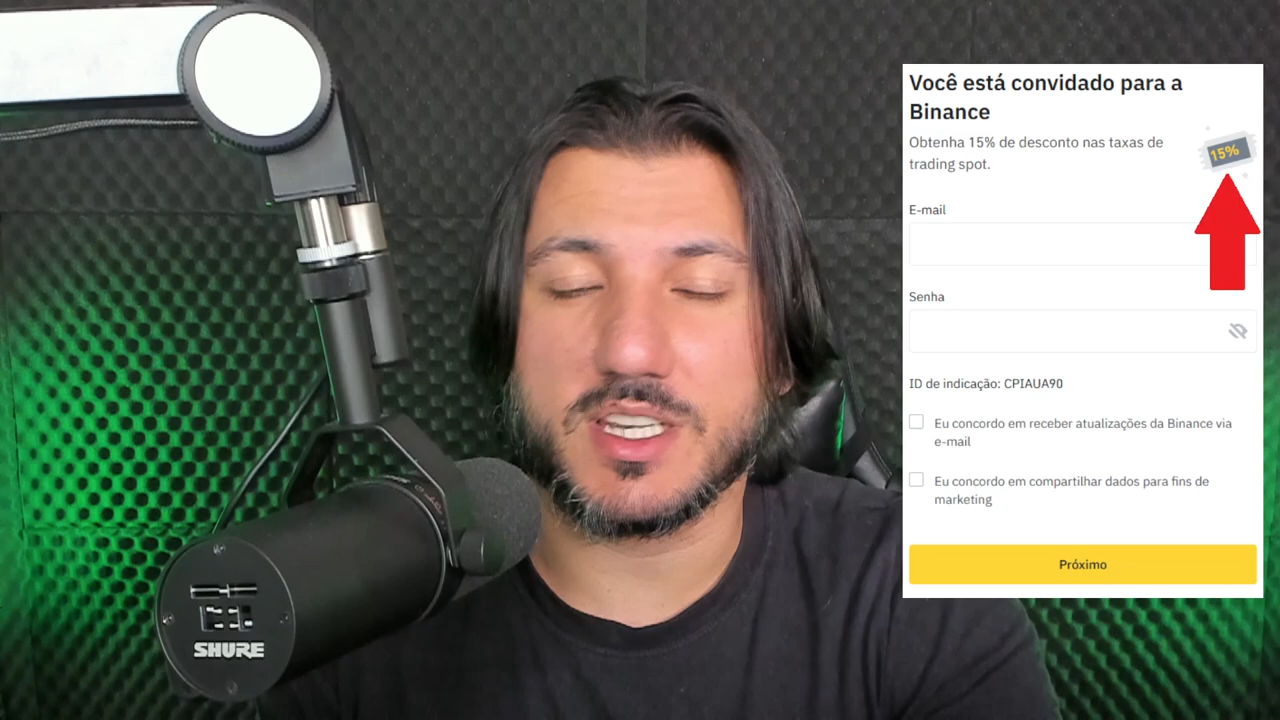 Você está convidado para a
Binance
Obtenha 15% de desconto nas taxas de
trading spot.
15%
E-mail
Senha
ID de indicação: CPIAUA90
Eu concordo em receber atualizações da Binance via
e-mail
Eu concordo em compartilhar dados para fins de
marketing
Próximo
SHURE